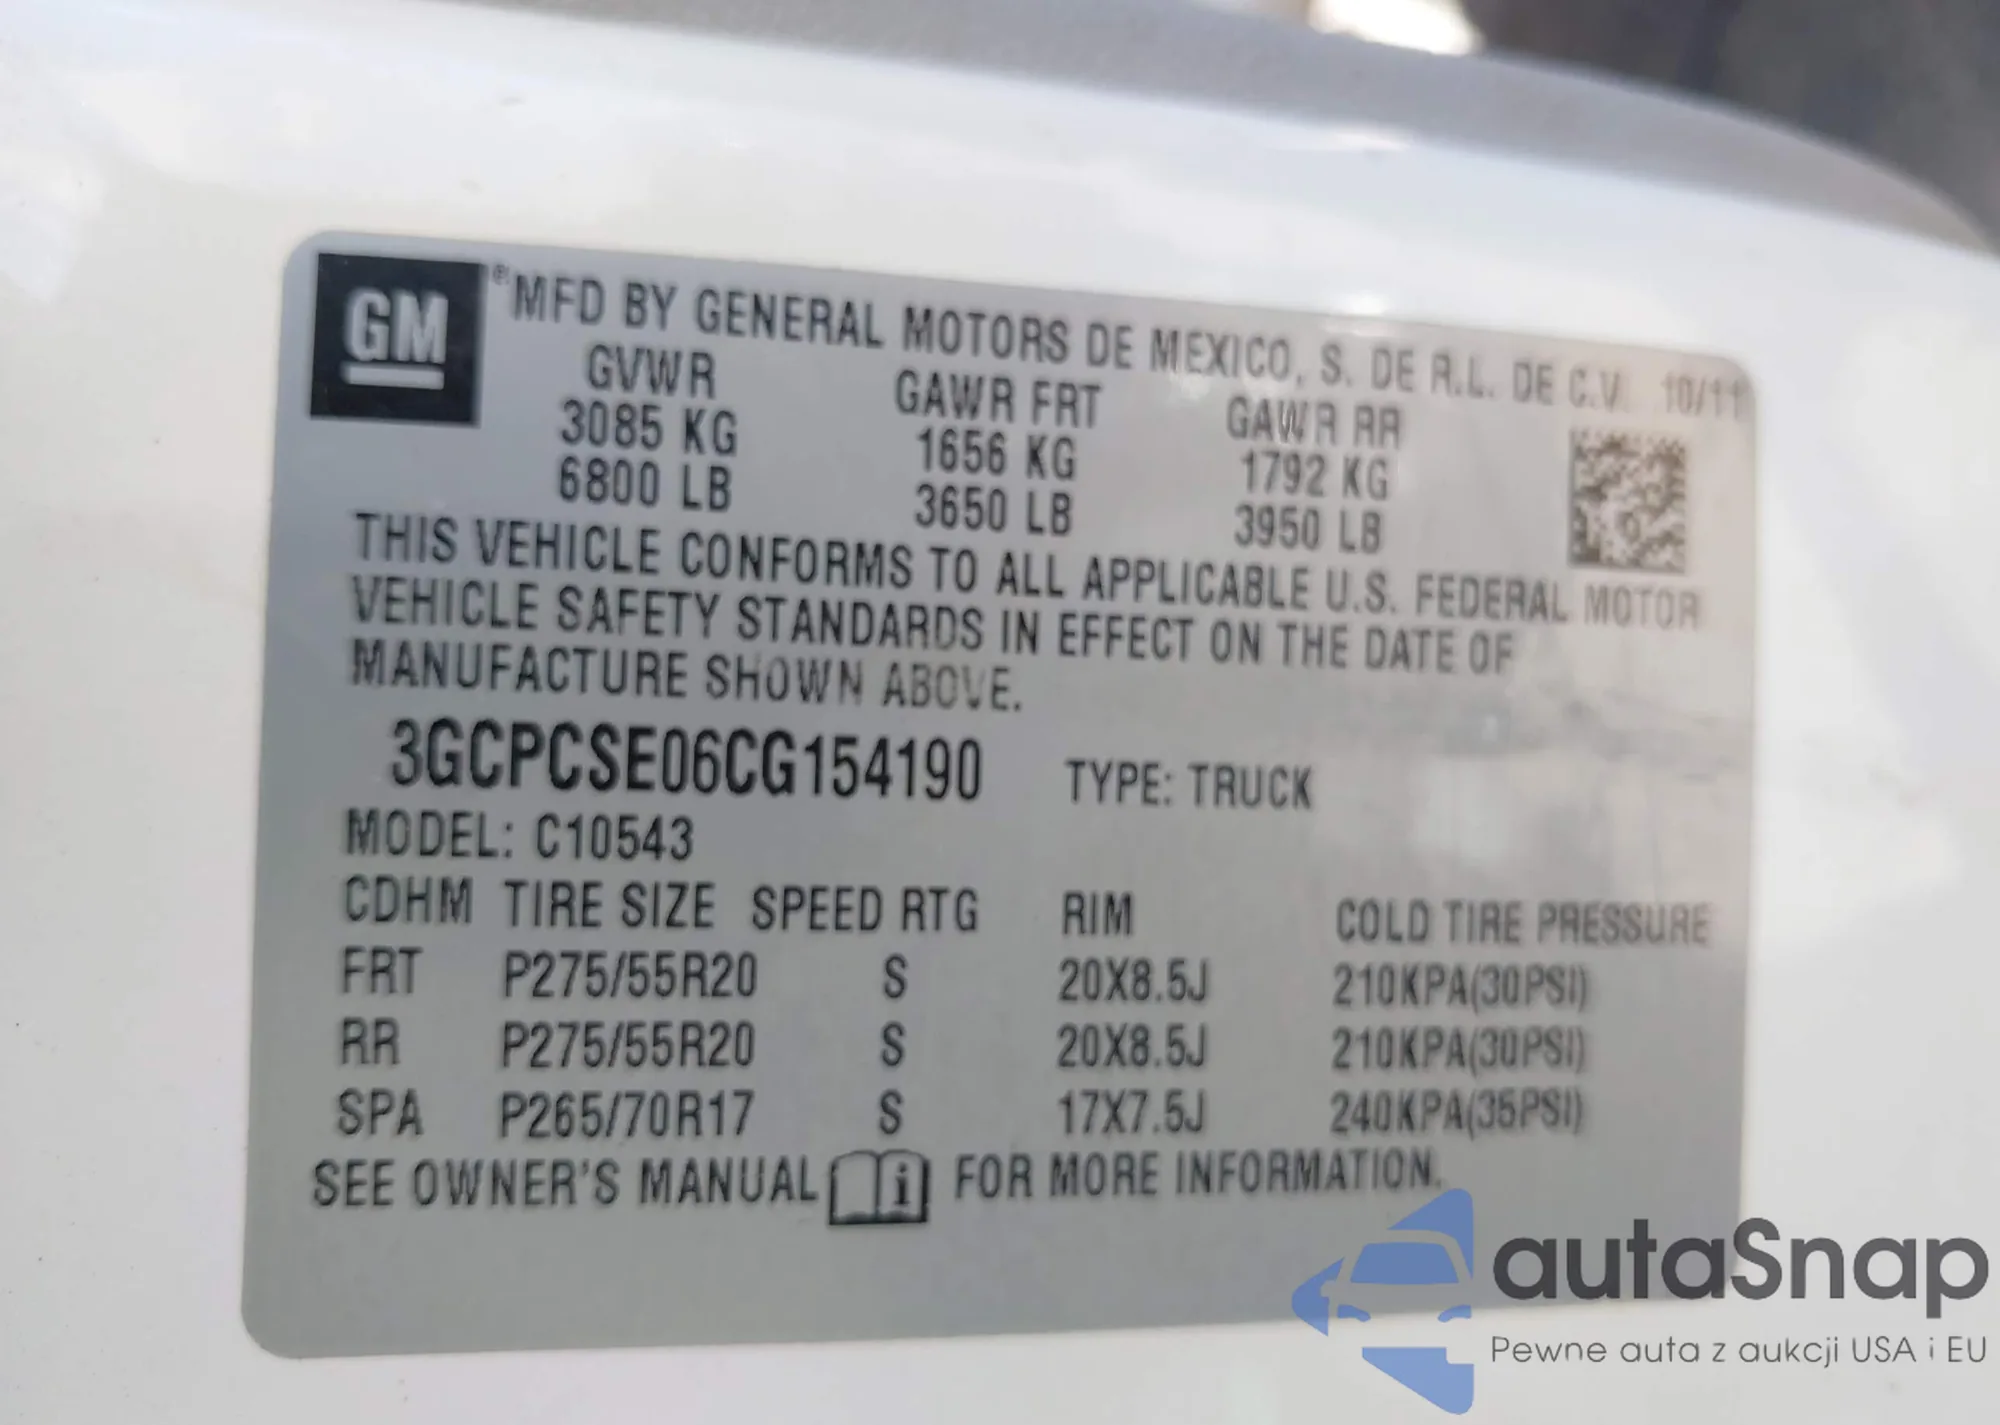 GM
® MFD BY GENERAL MOTORS DE MEXICO, S. DE R.L. DE C.V. 10/11
GVWR GAWR FRT GAWR RR
3085 KG 1656 KG 1792 KG
6800 LB 3650 LB 3950 LB
THIS VEHICLE CONFORMS TO ALL APPLICABLE U.S. FEDERAL MOTOR
VEHICLE SAFETY STANDARDS IN EFFECT ON THE DATE OF
MANUFACTURE SHOWN ABOVE.
3GCPCSE06CG154190 TYPE: TRUCK
MODEL: C10543
CDHM TIRE SIZE SPEED RTG RIM COLD TIRE PRESSURE
FRT P275/55R20 S 20X8.5J 210KPA(30PSI)
RR P275/55R20 S 20X8.5J 210KPA(30PSI)
SPA P265/70R17 S 17X7.5J 240KPA(35PSI)
SEE OWNER'S MANUAL i FOR MORE INFORMATION.
autaSnap
Pewne auta z aukcji USA i EU